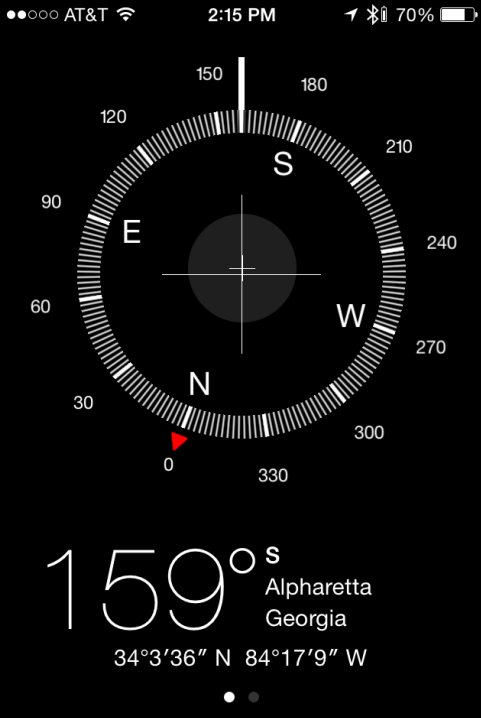 AT&T 2:15 PM 70%
150
180
120
210
90
E
S
240
60
W
270
30
N
300
0
330
159° S
Alpharetta
Georgia
34°3′36″ N 84°17′9″ W